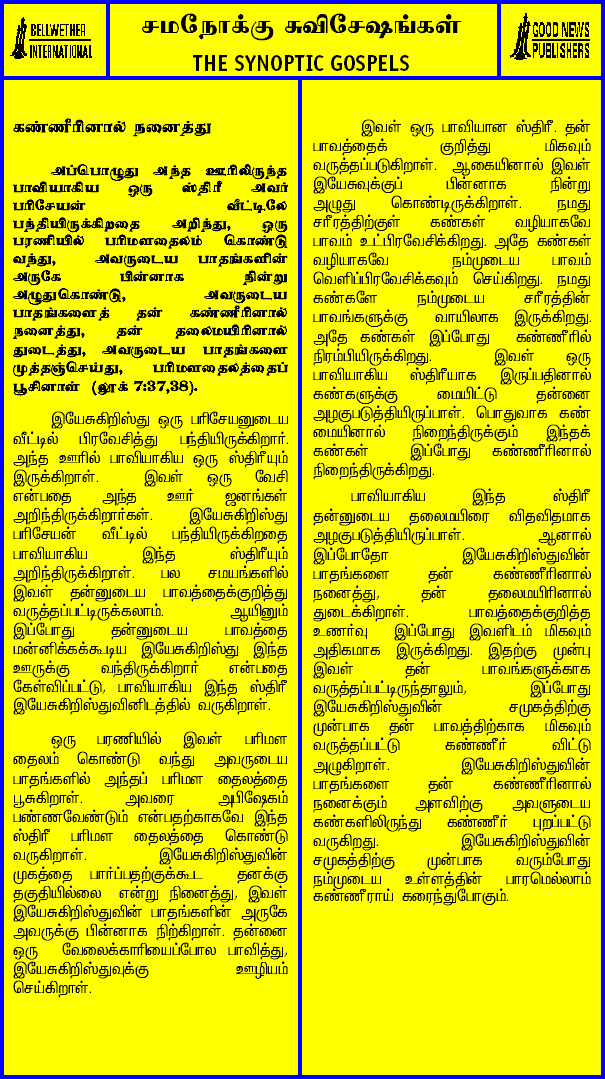 BELLWETHER
INTERNATIONAL
சமநோக்கு சுவிசேஷங்கள்
THE SYNOPTIC GOSPELS
GOOD NEWS
PUBLISHERS
கண்ணீரினால் நனைத்து
அப்பொழுது அந்த ஊரிலிருந்த
பாவியாகிய ஒரு ஸ்திரீ அவர்
பரிசேயன் வீட்டிலே
பந்தியிருக்கிறதை அறிந்து, ஒரு
பரணியில் பரிமளதைலம் கொண்டு
வந்து, அவருடைய பாதங்களின்
அருகே பின்னாக நின்று
அழுதுகொண்டு, அவருடைய
பாதங்களைத் தன் கண்ணீரினால்
நனைத்து, தன் தலைமயிரினால்
துடைத்து, அவருடைய பாதங்களை
முத்தஞ்செய்து, பரிமளதைலத்தைப்
பூசினாள் (லூக் 7:37,38).
இயேசுகிறிஸ்து ஒரு பரிசேயனுடைய
வீட்டில் பிரவேசித்து பந்தியிருக்கிறார்.
அந்த ஊரில் பாவியாகிய ஒரு ஸ்திரீயும்
இருக்கிறாள். இவள் ஒரு வேசி
என்பதை அந்த ஊர் ஜனங்கள்
அறிந்திருக்கிறார்கள். இயேசுகிறிஸ்து
பரிசேயன் வீட்டில் பந்தியிருக்கிறதை
பாவியாகிய இந்த ஸ்திரீயும்
அறிந்திருக்கிறாள். பல சமயங்களில்
இவள் தன்னுடைய பாவத்தைக்குறித்து
வருத்தப்பட்டிருக்கலாம். ஆயினும்
இப்போது தன்னுடைய பாவத்தை
மன்னிக்கக்கூடிய இயேசுகிறிஸ்து இந்த
ஊருக்கு வந்திருக்கிறார் என்பதை
கேள்விப்பட்டு, பாவியாகிய இந்த ஸ்திரீ
இயேசுகிறிஸ்துவினிடத்தில் வருகிறாள்.
ஒரு பரணியில் இவள் பரிமள
தைலம் கொண்டு வந்து அவருடைய
பாதங்களில் அந்தப் பரிமள தைலத்தை
பூசுகிறாள். அவரை அபிஷேகம்
பண்ணவேண்டும் என்பதற்காகவே இந்த
ஸ்திரீ பரிமள தைலத்தை கொண்டு
வருகிறாள். இயேசுகிறிஸ்துவின்
முகத்தை பார்ப்பதற்குக்கூட தனக்கு
தகுதியில்லை என்று நினைத்து, இவள்
இயேசுகிறிஸ்துவின் பாதங்களின் அருகே
அவருக்கு பின்னாக நிற்கிறாள். தன்னை
ஒரு வேலைக்காரியைப்போல பாவித்து,
இயேசுகிறிஸ்துவுக்கு ஊழியம்
செய்கிறாள்.
இவள் ஒரு பாவியான ஸ்திரீ. தன்
பாவத்தைக் குறித்து மிகவும்
வருத்தப்படுகிறாள். ஆகையினால் இவள்
இயேசுவுக்குப் பின்னாக நின்று
அழுது கொண்டிருக்கிறாள். நமது
சரீரத்திற்குள் கண்கள் வழியாகவே
பாவம் உட்பிரவேசிக்கிறது. அதே கண்கள்
வழியாகவே நம்முடைய பாவம்
வெளிப்பிரவேசிக்கவும் செய்கிறது. நமது
கண்களே நம்முடைய சரீரத்தின்
பாவங்களுக்கு வாயிலாக இருக்கிறது.
அதே கண்கள் இப்போது கண்ணீரில்
நிரம்பியிருக்கிறது. இவள் ஒரு
பாவியாகிய ஸ்திரீயாக இருப்பதினால்
கண்களுக்கு மையிட்டு தன்னை
அழகுபடுத்தியிருப்பாள். பொதுவாக கண்
மையினால் நிறைந்திருக்கும் இந்தக்
கண்கள் இப்போது கண்ணீரினால்
நிறைந்திருக்கிறது.
பாவியாகிய இந்த ஸ்திரீ
தன்னுடைய தலைமயிரை விதவிதமாக
அழகுபடுத்தியிருப்பாள். ஆனால்
இப்போதோ இயேசுகிறிஸ்துவின்
பாதங்களை தன் கண்ணீரினால்
நனைத்து, தன் தலைமயிரினால்
துடைக்கிறாள். பாவத்தைக்குறித்த
உணர்வு இப்போது இவளிடம் மிகவும்
அதிகமாக இருக்கிறது. இதற்கு முன்பு
இவள் தன் பாவங்களுக்காக
வருத்தப்பட்டிருந்தாலும், இப்போது
இயேசுகிறிஸ்துவின் சமுகத்திற்கு
முன்பாக தன் பாவத்திற்காக மிகவும்
வருத்தப்பட்டு கண்ணீர் விட்டு
அழுகிறாள். இயேசுகிறிஸ்துவின்
பாதங்களை தன் கண்ணீரினால்
நனைக்கும் அளவிற்கு அவளுடைய
கண்களிலிருந்து கண்ணீர் புறப்பட்டு
வருகிறது. இயேசுகிறிஸ்துவின்
சமுகத்திற்கு முன்பாக வரும்போது
நம்முடைய உள்ளத்தின் பாரமெல்லாம்
கண்ணீராய் கரைந்துபோகும்.